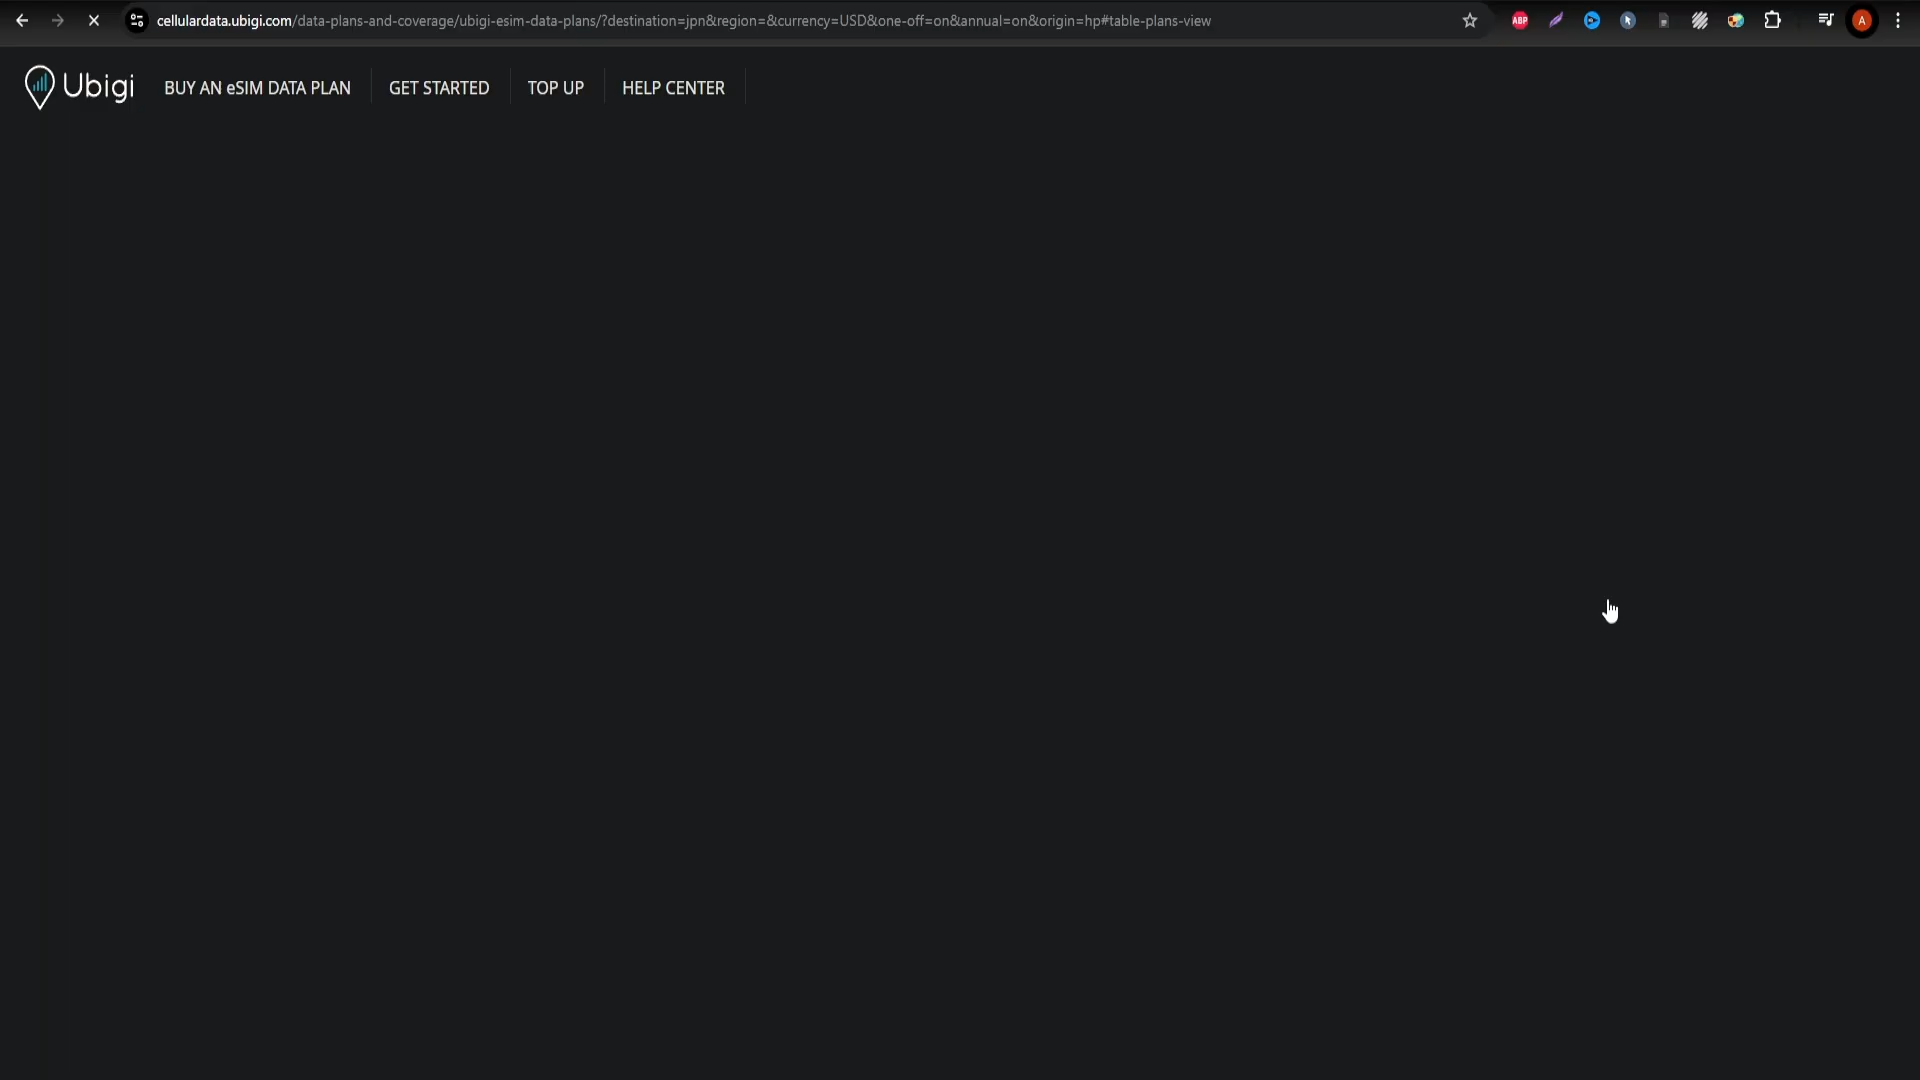 cellulardata.ubigi.com/data-plans-and-coverage/ubigi-esim-data-plans/?destination=jpn&region=&currency=USD&one-off=on&annual=on&origin=hp#table-plans-view
ABP
A
Ubigi
BUY AN eSIM DATA PLAN
GET STARTED
TOP UP
HELP CENTER